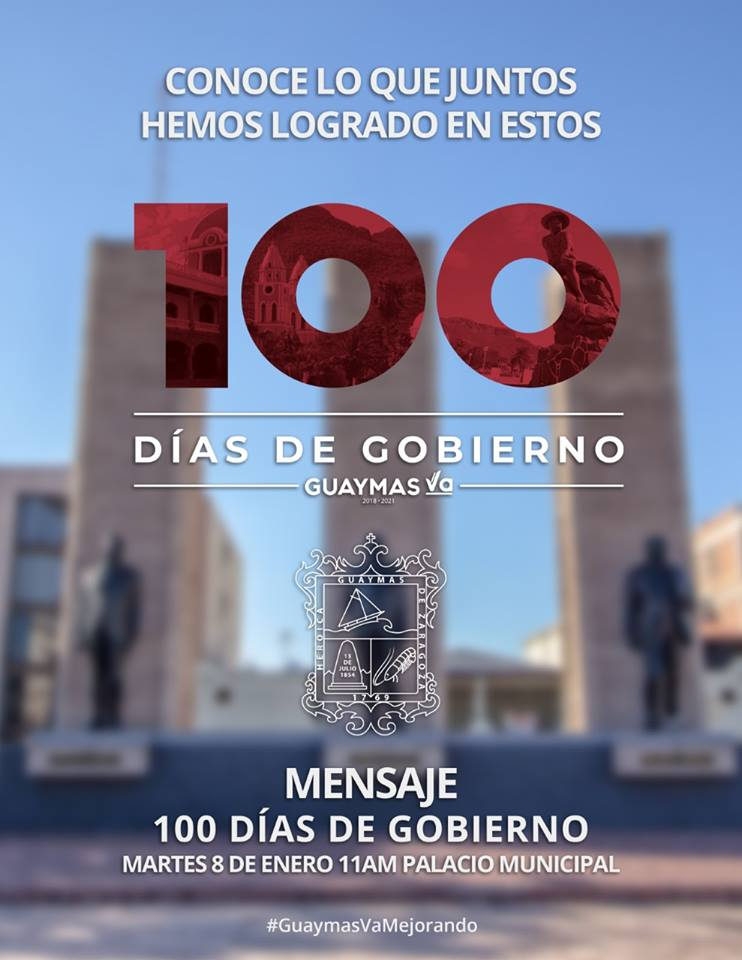 CONOCE LO QUE JUNTOS
HEMOS LOGRADO EN ESTOS
100
DÍAS DE GOBIERNO
GUAYMAS Va
2018 - 2021
GUAYMAS
HEROICA
DE ZARAGOZA
13
DE
JULIO
1854
1769
MENSAJE
100 DÍAS DE GOBIERNO
MARTES 8 DE ENERO 11AM PALACIO MUNICIPAL
#GuaymasVaMejorando